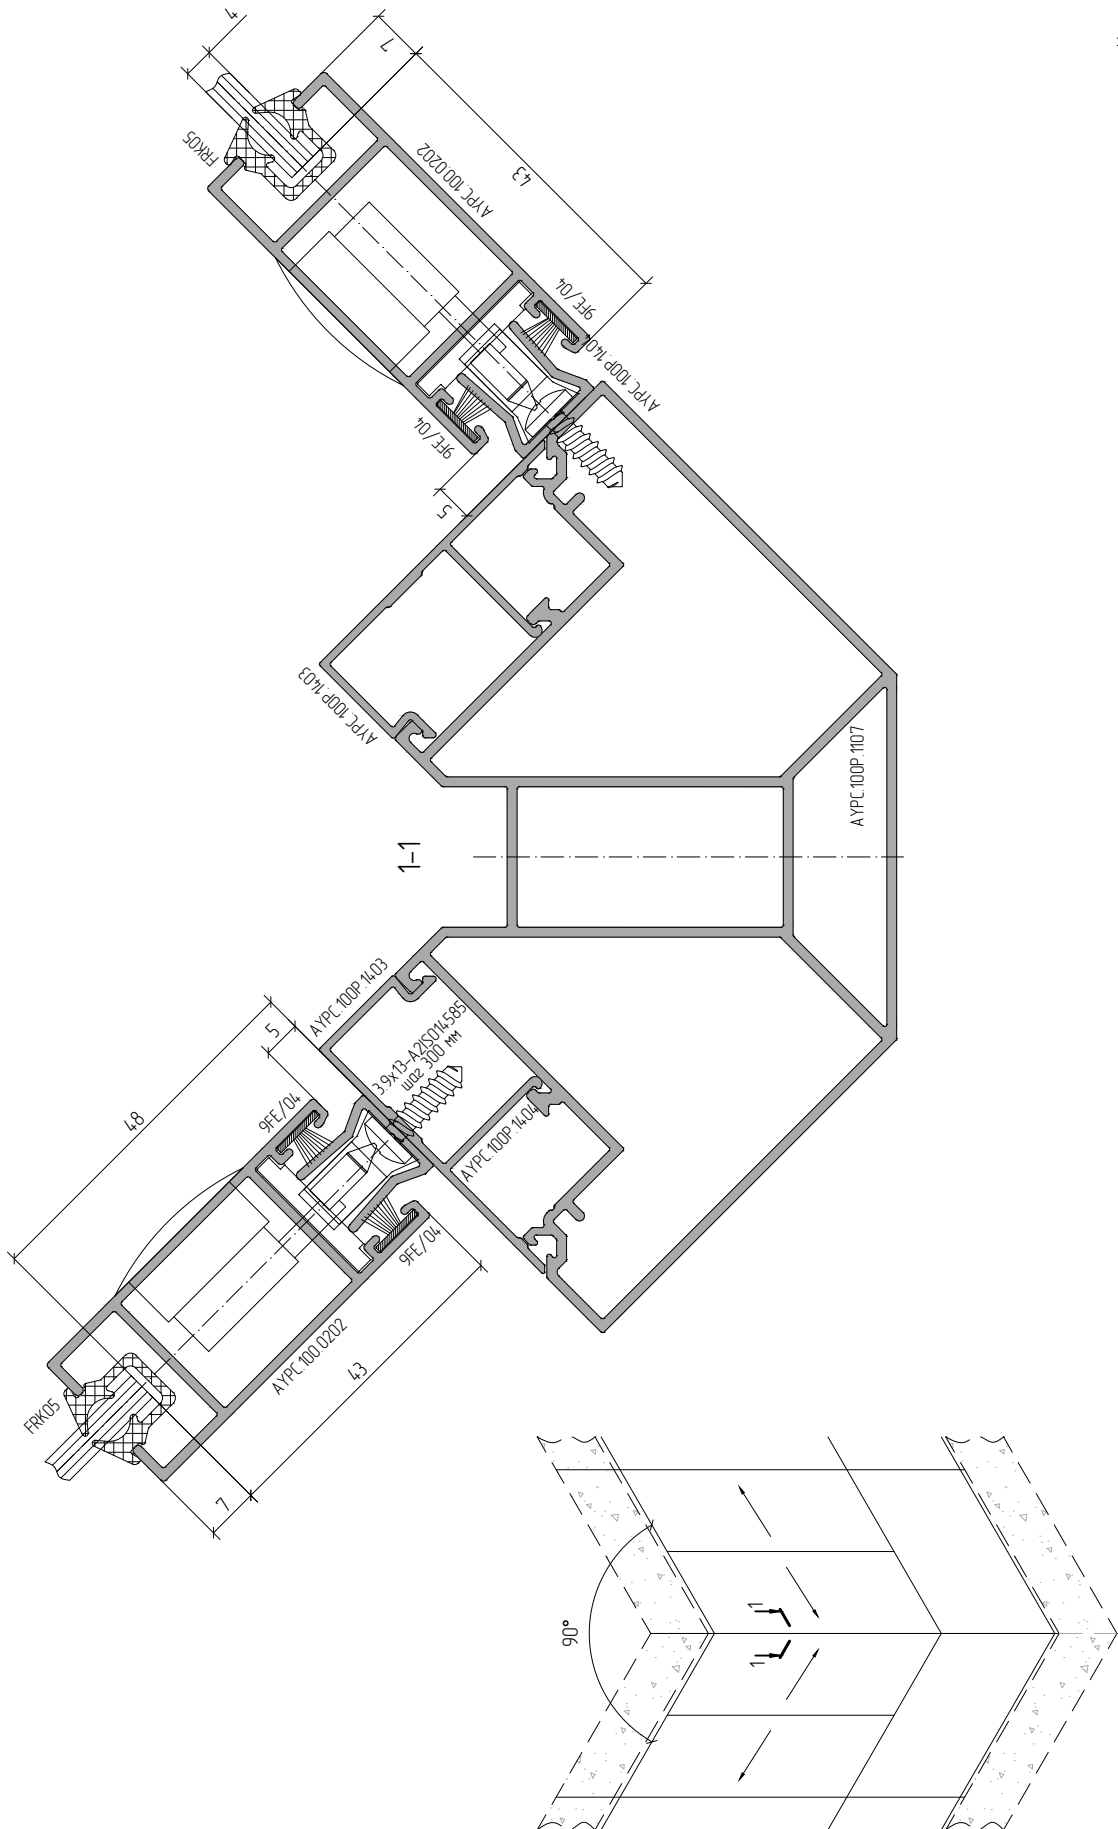 4
7
FRK05
AYPC.100.0202
43
9FE/04
AYPC.100P.140
9FE/04
5
AYPC.100P.1403
AYPC.100P.1107
1-1
AYPC.100P.1403
5
3.9x13-A2ISO14585
шаг 300 мм
48
9FE/04
AYPC.100P.1404
9FE/04
AYPC.100.0202
43
FRK05
7
90°
1
1